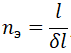 nэ = l / δl